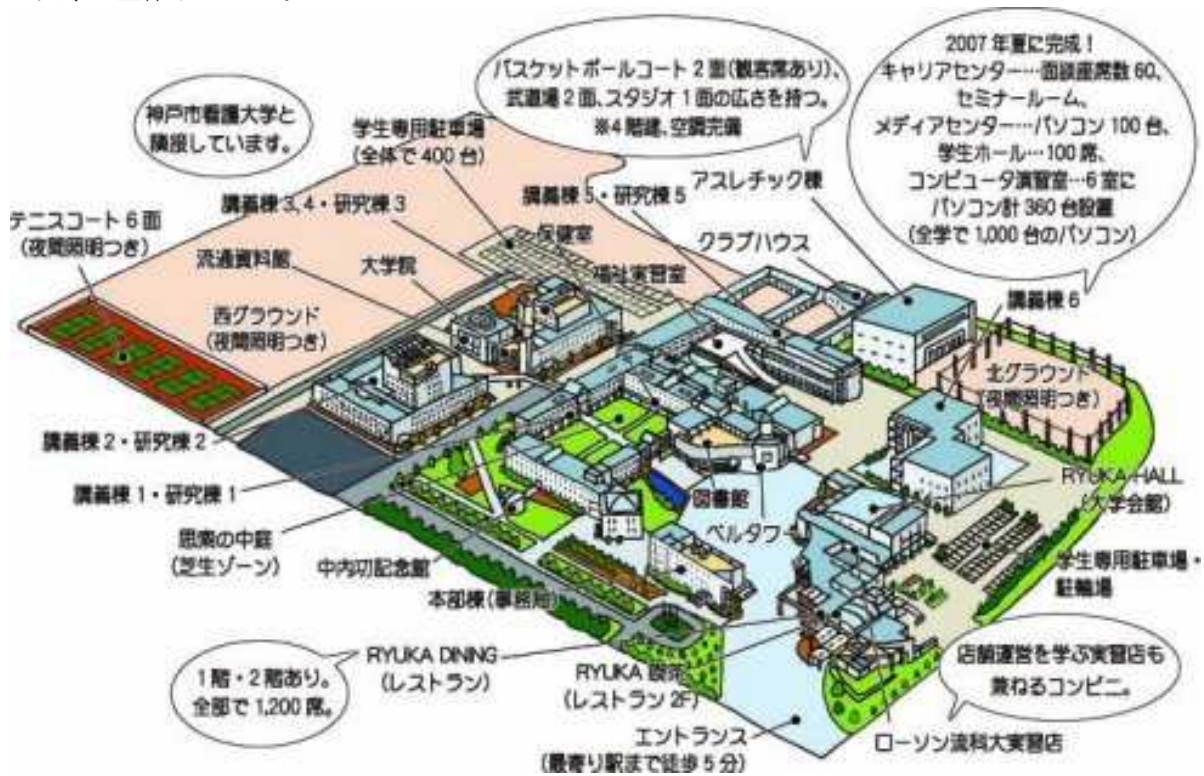 神戸市看護大学と
隣接しています。
学生専用駐車場
(全体で400台)
バスケットボールコート2面(観客席あり)、
武道場2面、スタジオ1面の広さを持つ。
※4階建、空調完備
2007年夏に完成！
キャリアセンター…面談座席数60、
セミナールーム、
メディアセンター…パソコン100台、
学生ホール…100席、
コンピュータ演習室…6室に
パソコン計360台設置
(全学で1,000台のパソコン)
アスレチック棟
講義棟5・研究棟5
講義棟3,4・研究棟3
テニスコート6面
(夜間照明つき)
保健室
クラブハウス
流通資料館
大学院
福祉実習室
講義棟6
西グラウンド
(夜間照明つき)
北グラウンド
(夜間照明つき)
講義棟2・研究棟2
講義棟1・研究棟1
図書館
RYUKA HALL
(大学会館)
ベルタワー
思索の中庭
(芝生ゾーン)
中内㓛記念館
学生専用駐車場・
駐輪場
本部棟(事務局)
1階・2階あり。
全部で1,200席。
RYUKA DINING
(レストラン)
RYUKA 喫茶
(レストラン2F)
店舗運営を学ぶ実習店も
兼ねるコンビニ。
エントランス
(最寄り駅まで徒歩5分)
ローソン流科大実習店